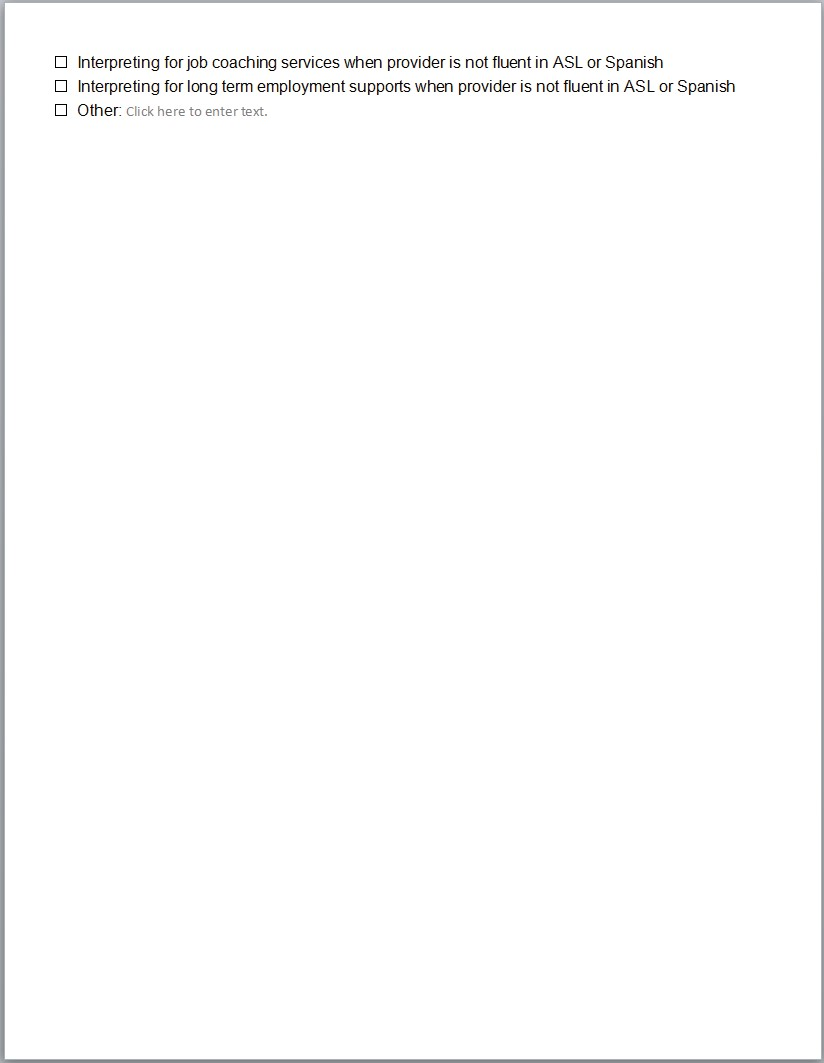 ☐ Interpreting for job coaching services when provider is not fluent in ASL or Spanish
☐ Interpreting for long term employment supports when provider is not fluent in ASL or Spanish
☐ Other: Click here to enter text.